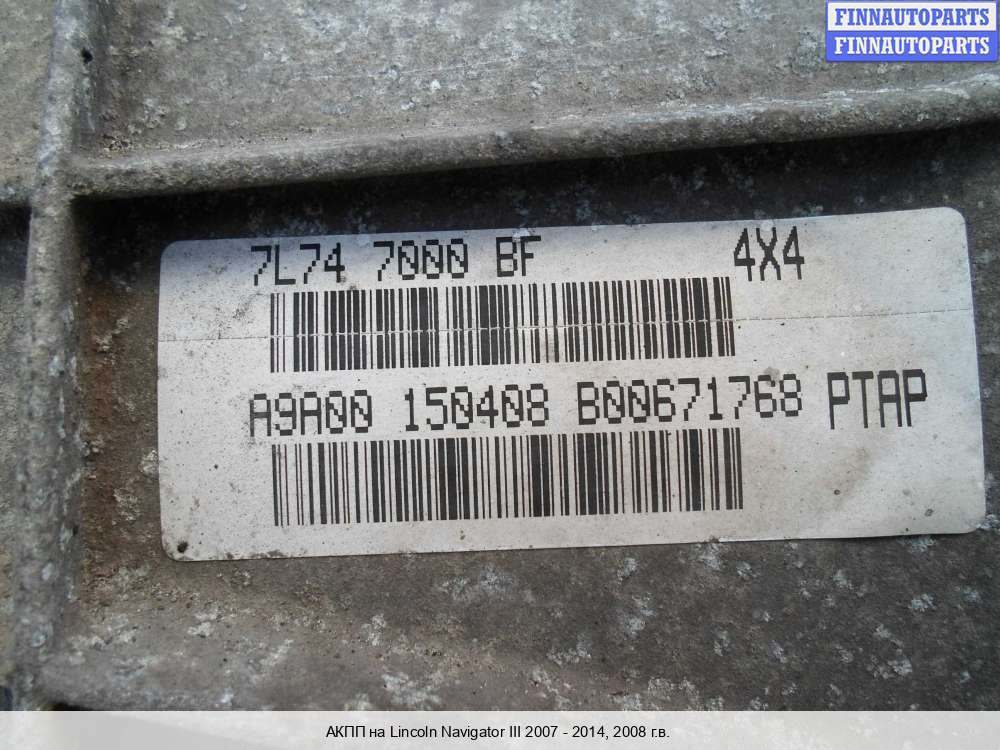 FINNAUTOPARTS
FINNAUTOPARTS
7L74 7000 BF 4X4
A9A00 150408 B00671768 PTAP
АКПП на Lincoln Navigator III 2007 - 2014, 2008 г.в.